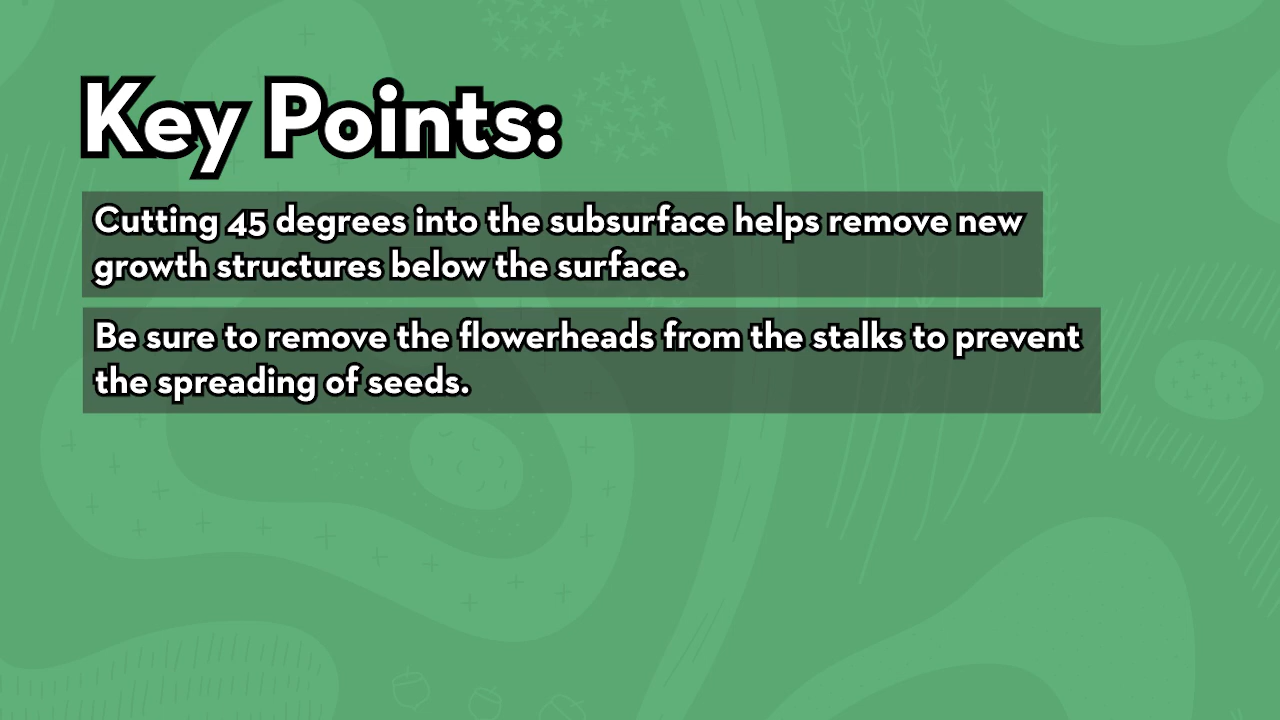 Key Points:
Cutting 45 degrees into the subsurface helps remove new
growth structures below the surface.
Be sure to remove the flowerheads from the stalks to prevent
the spreading of seeds.